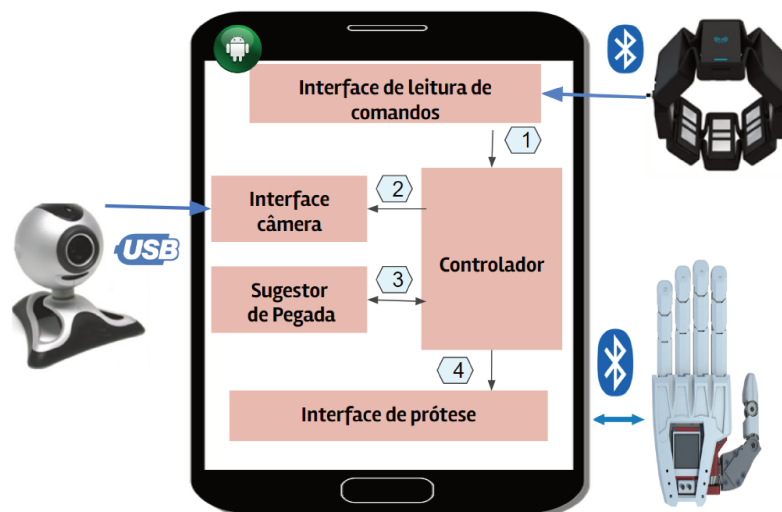 Interface de leitura de
comandos
1
Interface
câmera
2
USB
Controlador
Sugestor
de Pegada
3
4
Interface de prótese